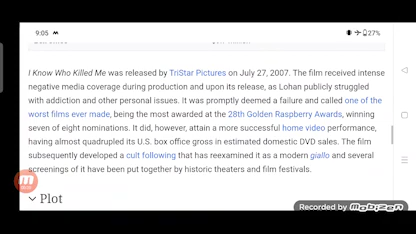 9:05
27%
I Know Who Killed Me was released by TriStar Pictures on July 27, 2007. The film received intense
negative media coverage during production and upon its release, as Lohan publicly struggled
with addiction and other personal issues. It was promptly deemed a failure and called one of the
worst films ever made, being the most awarded at the 28th Golden Raspberry Awards, winning
seven of eight nominations. It did, however, attain a more successful home video performance,
having almost quadrupled its U.S. box office gross in estimated domestic DVD sales. The film
subsequently developed a cult following that has reexamined it as a modern giallo and several
screenings of it have been put together by historic theaters and film festivals.
Plot
Recorded by Mobizen